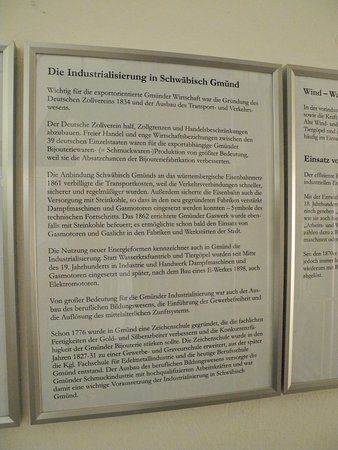 Die Industrialisierung in Schwäbisch Gmünd
Wichtig für die exportorientierte Gmünder Wirtschaft war die Gründung des
Deutschen Zollvereins 1834 und der Ausbau des Transport- und Verkehrs-
wesens.
Der Deutsche Zollverein half, Zollgrenzen und Handelsbeschränkungen
abzubauen. Freier Handel und enge Wirtschaftsbeziehungen zwischen den
39 deutschen Einzelstaaten waren für die exportabhängige Gmünder
Bijouteriewaren- (= Schmuckwaren-)Produktion von größter Bedeutung,
weil sie die Absatzchancen der Bijouteriefabrikation verbesserten.
Die Anbindung Schwäbisch Gmünds an das württembergische Eisenbahnnetz
1861 verbilligte die Transportkosten, weil die Verkehrverbindungen schneller,
sicherer und regelmäßiger wurden. Außerdem sicherte die Eisenbahn auch die
Versorgung mit Steinkohle, so dass in den neu gegründeten Fabriken verstärkt
Dampfmaschinen und Gasmotoren eingesetzt werden konnten – Symbole des
technischen Fortschritts. Das 1862 errichtete Gmünder Gaswerk wurde eben-
falls mit Steinkohle befeuert; es ermöglichte schon bald den Einsatz von
Gasmotoren und Gaslicht in den Fabriken und Werkstätten der Stadt.
Die Nutzung neuer Energieformen kennzeichnet auch in Gmünd die
Industrialisierung. Statt Wasserkraftantrieb und Tiergöpel wurden seit Mitte
des 19. Jahrhunderts in Industrie und Handwerk Dampfmaschinen und
Gasmotoren eingesetzt und später, nach dem Bau eines E-Werkes 1898, auch
Elektromotoren.
Von großer Bedeutung für die Gmünder Industrialisierung war auch der Aus-
bau des beruflichen Bildungswesens, die Einführung der Gewerbefreiheit und
die Auflösung des mittelalterlichen Zunftsystems.
Schon 1776 wurde in Gmünd eine Zeichenschule gegründet, die die fachlichen
Fertigkeiten der Gold- und Silberarbeiter verbessern und die Konkurrenzfä-
higkeit der Gmünder Bijouterie stärken sollte. Die Zeichenschule wurde in den
Jahren 1827-31 zu einer Gewerbe- und Graveurschule erweitert, aus der später
die Kgl. Fachschule für Edelmetallindustrie und die heutige Berufsschule
Gmünd entstand. Der Ausbau des beruflichen Bildungswesens versorgte die
Gmünder Schmuckindustrie mit hochqualifizierten Arbeitskräften und war
damit eine wichtige Voraussetzung der Industrialisierung in Schwäbisch
Gmünd.
Wind – Wa
Einsatz vo